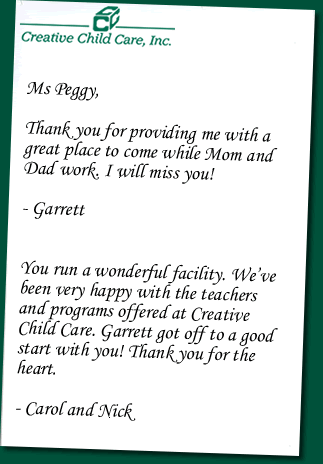 Creative Child Care, Inc.
Ms Peggy,
Thank you for providing me with a
great place to come while Mom and
Dad work. I will miss you!
- Garrett
You run a wonderful facility. We've
been very happy with the teachers
and programs offered at Creative
Child Care. Garrett got off to a good
start with you! Thank you for the
heart.
- Carol and Nick